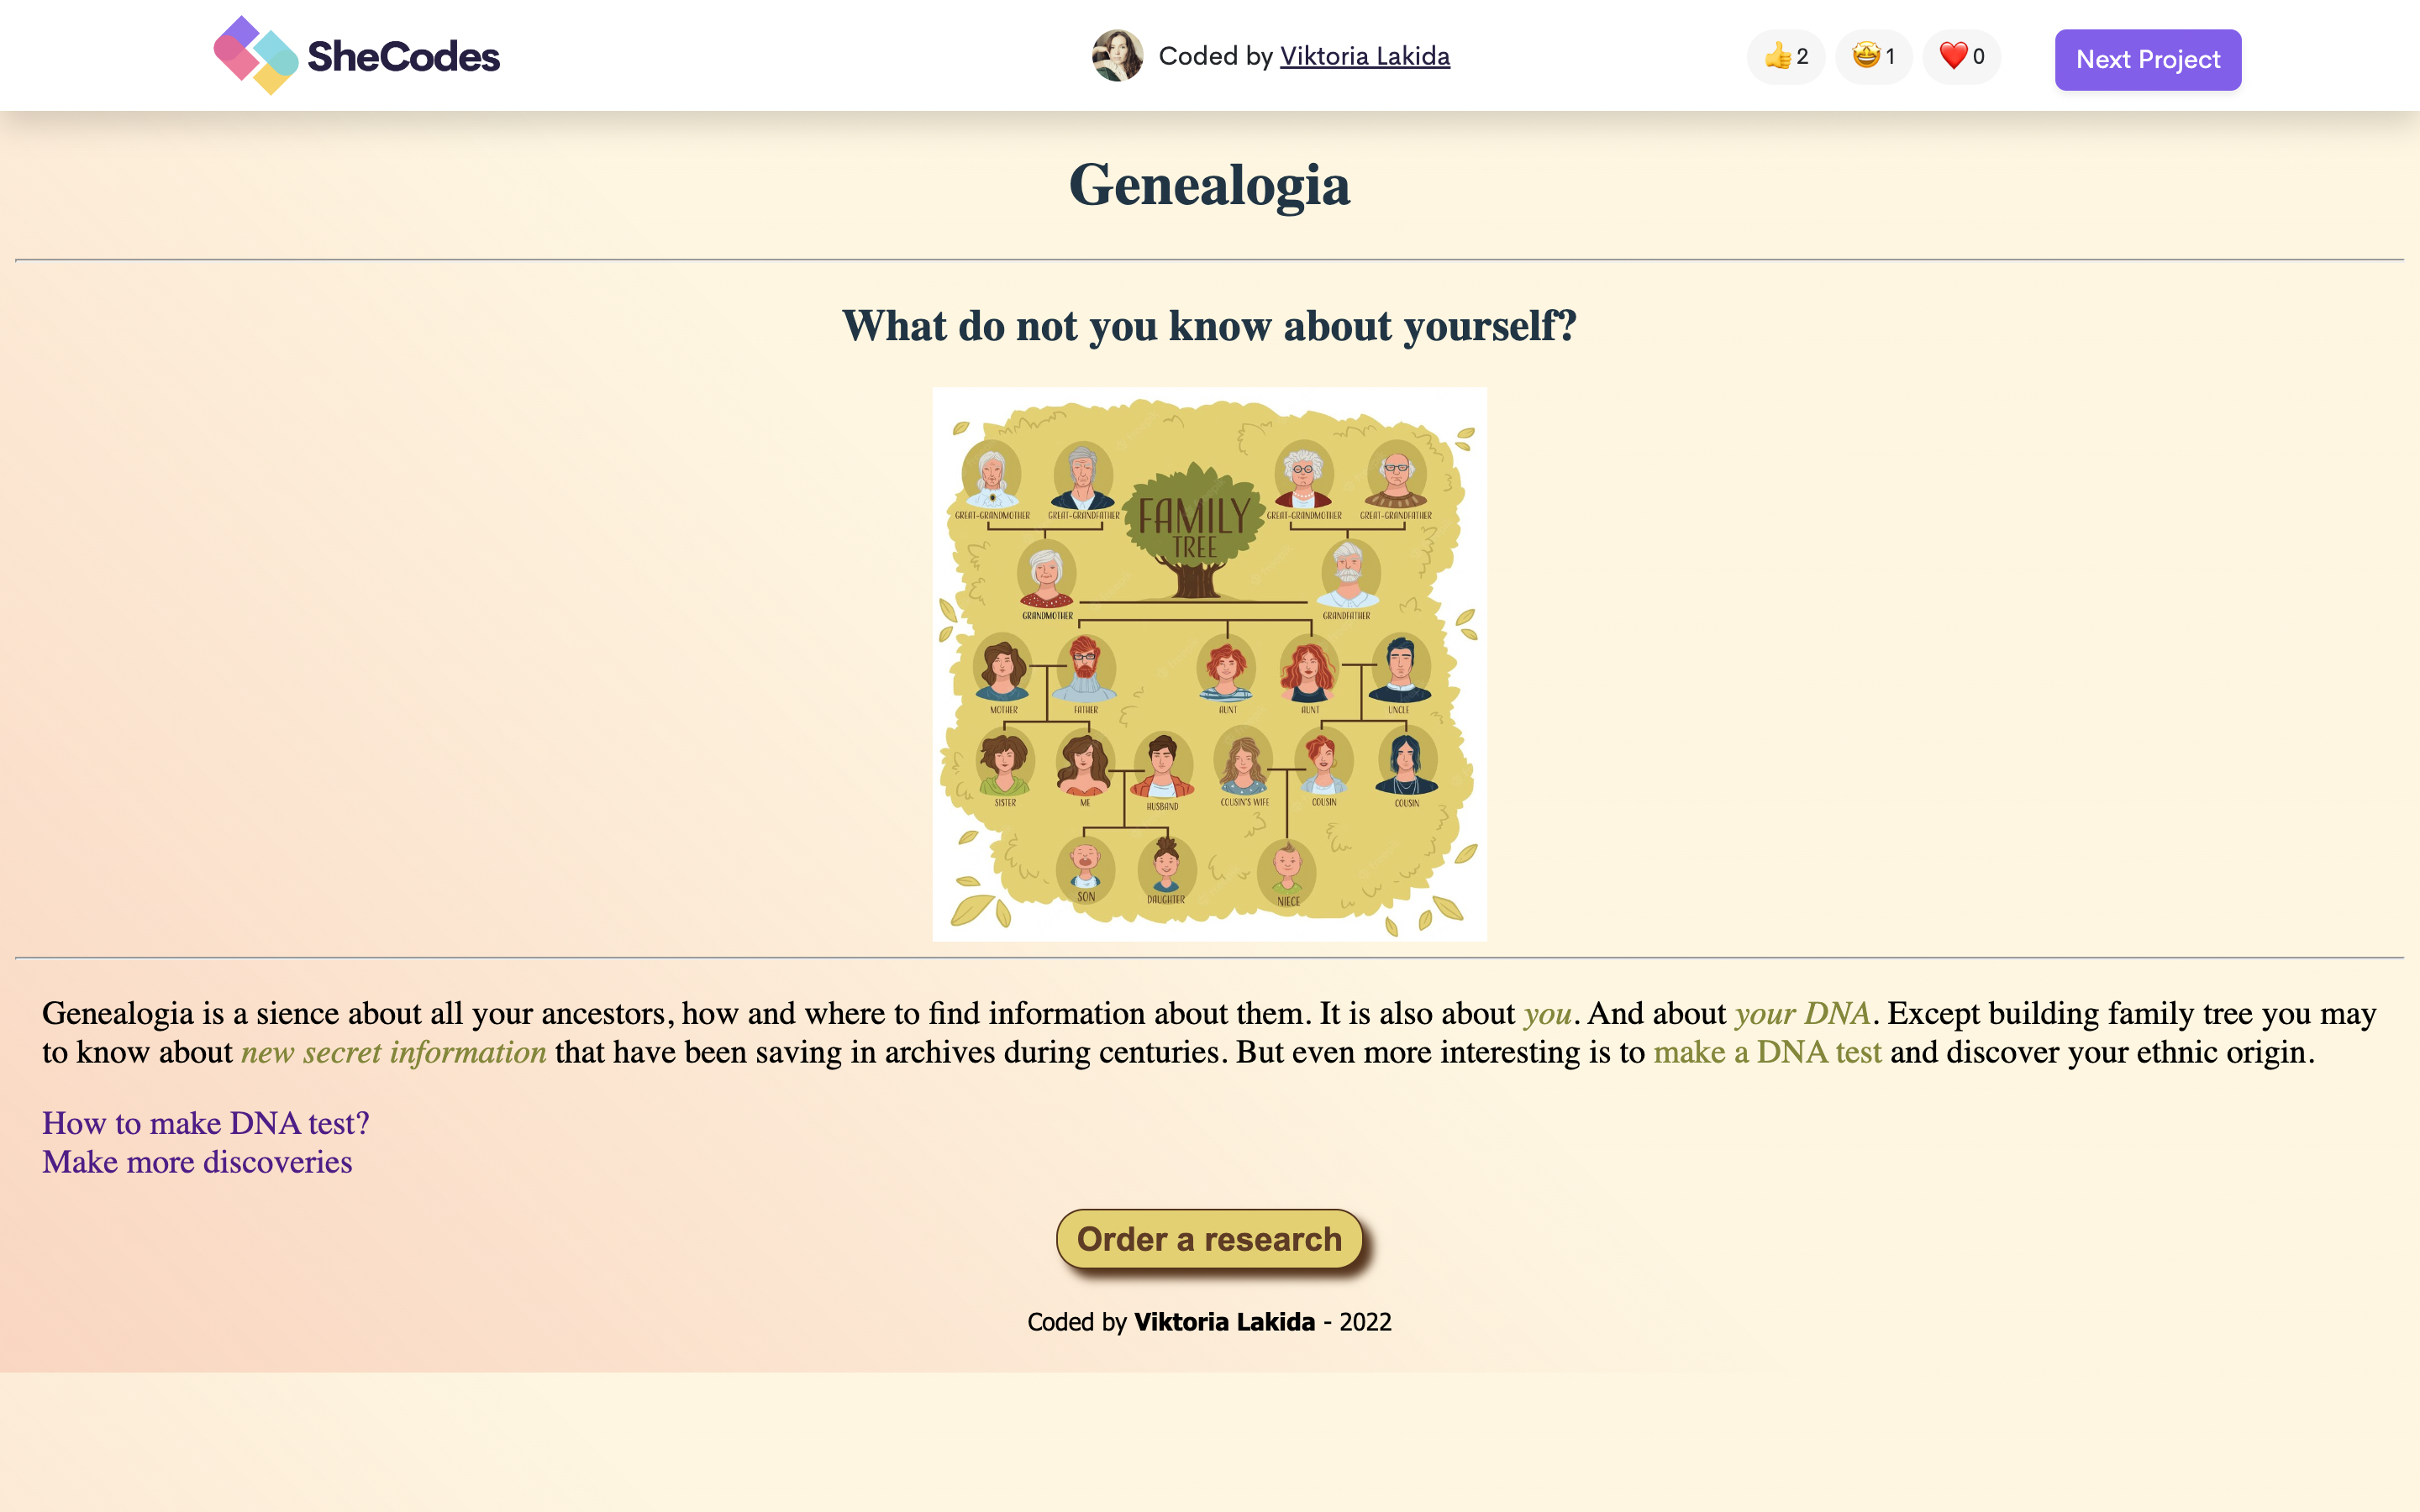 SheCodes
Coded by Viktoria Lakida
👍2 🤩1 ❤️0
Next Project
Genealogia
What do not you know about yourself?
GREAT-GRANDMOTHER GREAT-GRANDFATHER FAMILY TREE GREAT-GRANDMOTHER GREAT-GRANDFATHER
GRANDMOTHER GRANDFATHER
MOTHER FATHER AUNT AUNT UNCLE
SISTER ME HUSBAND COUSIN'S WIFE COUSIN COUSIN
SON DAUGHTER NIECE
Genealogia is a sience about all your ancestors, how and where to find information about them. It is also about you. And about your DNA. Except building family tree you may
to know about new secret information that have been saving in archives during centuries. But even more interesting is to make a DNA test and discover your ethnic origin.
How to make DNA test?
Make more discoveries
Order a research
Coded by Viktoria Lakida - 2022